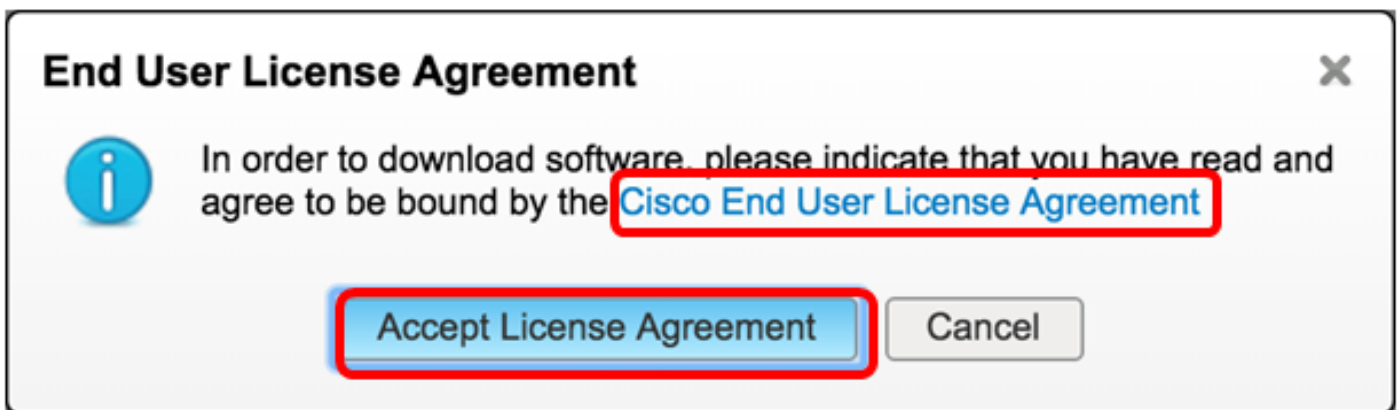 End User License Agreement
In order to download software, please indicate that you have read and
agree to be bound by the Cisco End User License Agreement
Accept License Agreement
Cancel